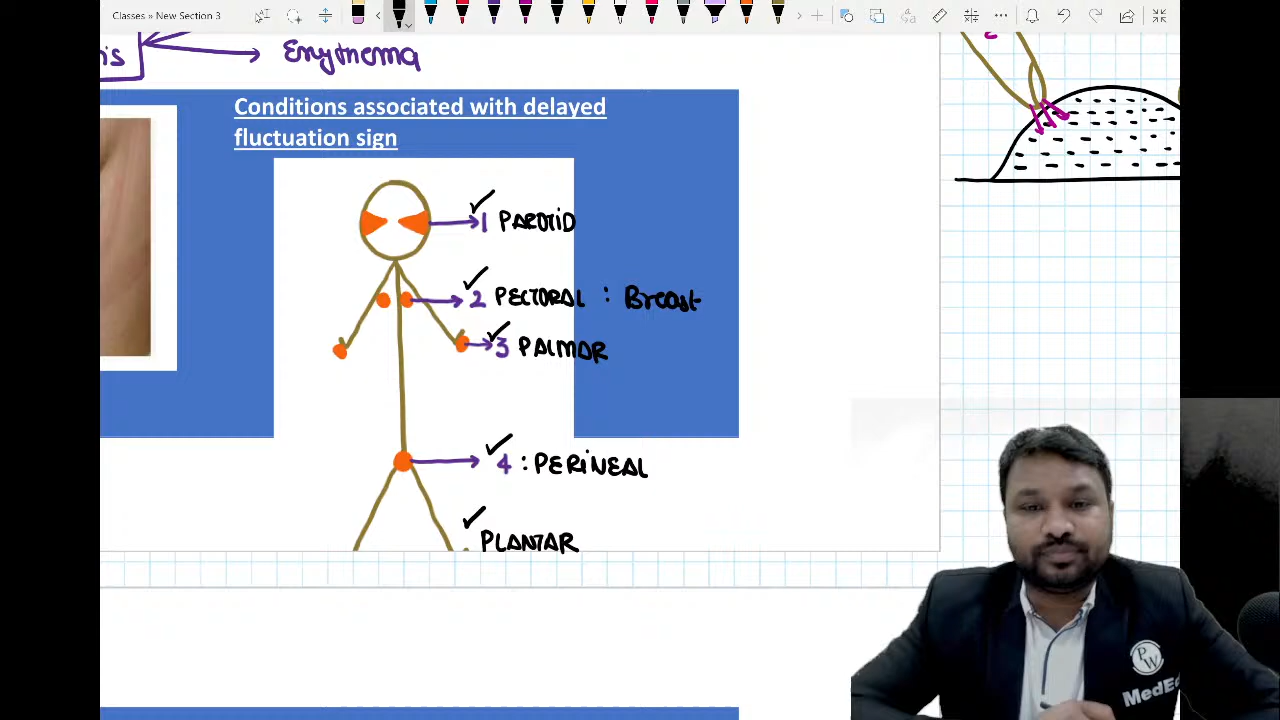 Classes » New Section 3
is
Erythema
Conditions associated with delayed
fluctuation sign
1 PAROTID
2 PECTORAL : Breast
3 PALMAR
4 : PERINEAL
PLANTAR
PW
MedEd